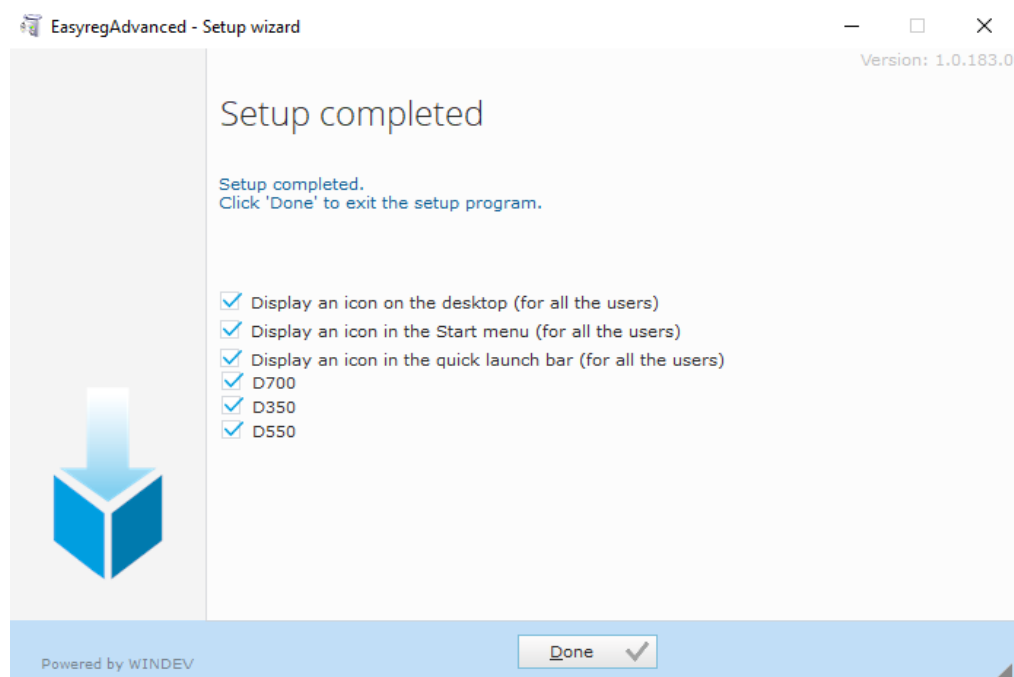 EasyregAdvanced - Setup wizard
Version: 1.0.183.0
Setup completed
Setup completed.
Click 'Done' to exit the setup program.
Display an icon on the desktop (for all the users)
Display an icon in the Start menu (for all the users)
Display an icon in the quick launch bar (for all the users)
D700
D350
D550
Done
Powered by WINDEV